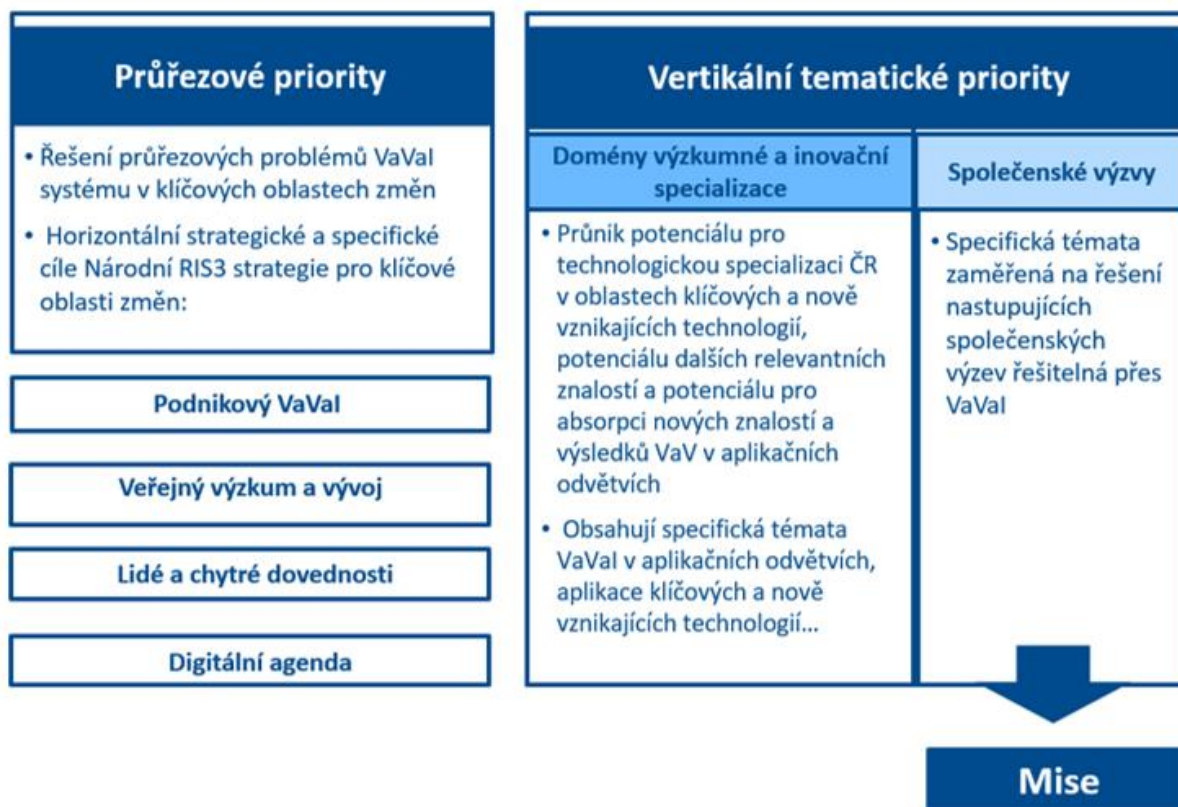 Průřezové priority
• Řešení průřezových problémů VaVaI
systému v klíčových oblastech změn
• Horizontální strategické a specifické
cíle Národní RIS3 strategie pro klíčové
oblasti změn:
Podnikový VaVaI
Veřejný výzkum a vývoj
Lidé a chytré dovednosti
Digitální agenda
Vertikální tematické priority
Domény výzkumné a inovační
specializace
• Průnik potenciálu pro
technologickou specializaci ČR
v oblastech klíčových a nově
vznikajících technologií,
potenciálu dalších relevantních
znalostí a potenciálu pro
absorpci nových znalostí a
výsledků VaV v aplikačních
odvětvích
• Obsahují specifická témata
VaVaI v aplikačních odvětvích,
aplikace klíčových a nově
vznikajících technologií…
Společenské výzvy
• Specifická témata
zaměřená na řešení
nastupujících
společenských
výzev řešitelná přes
VaVaI
Mise